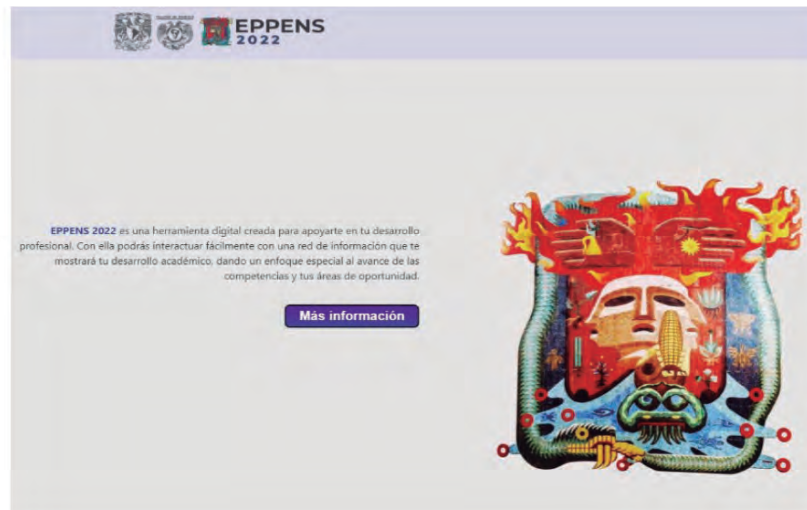 EPPENS
2022
EPPENS 2022 es una herramienta digital creada para apoyarte en tu desarrollo
profesional. Con ella podrás interactuar fácilmente con una red de información que te
mostrará tu desarrollo académico, dando un enfoque especial al avance de las
competencias y tus áreas de oportunidad.
Más información